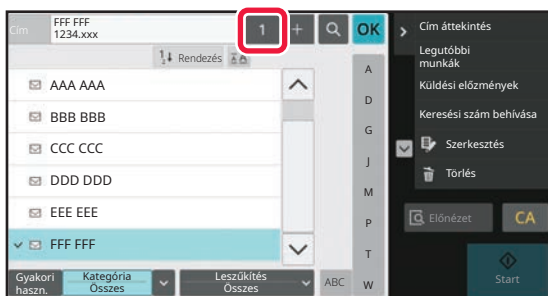 Cím
FFF FFF
1234.xxx
1
OK
Rendezés
AAA AAA
BBB BBB
CCC CCC
DDD DDD
EEE EEE
FFF FFF
A
D
G
J
M
P
T
W
Gyakori
haszn.
Kategória
Összes
Leszűkítés
Összes
ABC
Cím áttekintés
Legutóbbi
munkák
Küldési előzmények
Keresési szám behívása
Szerkesztés
Törlés
Előnézet
CA
Start